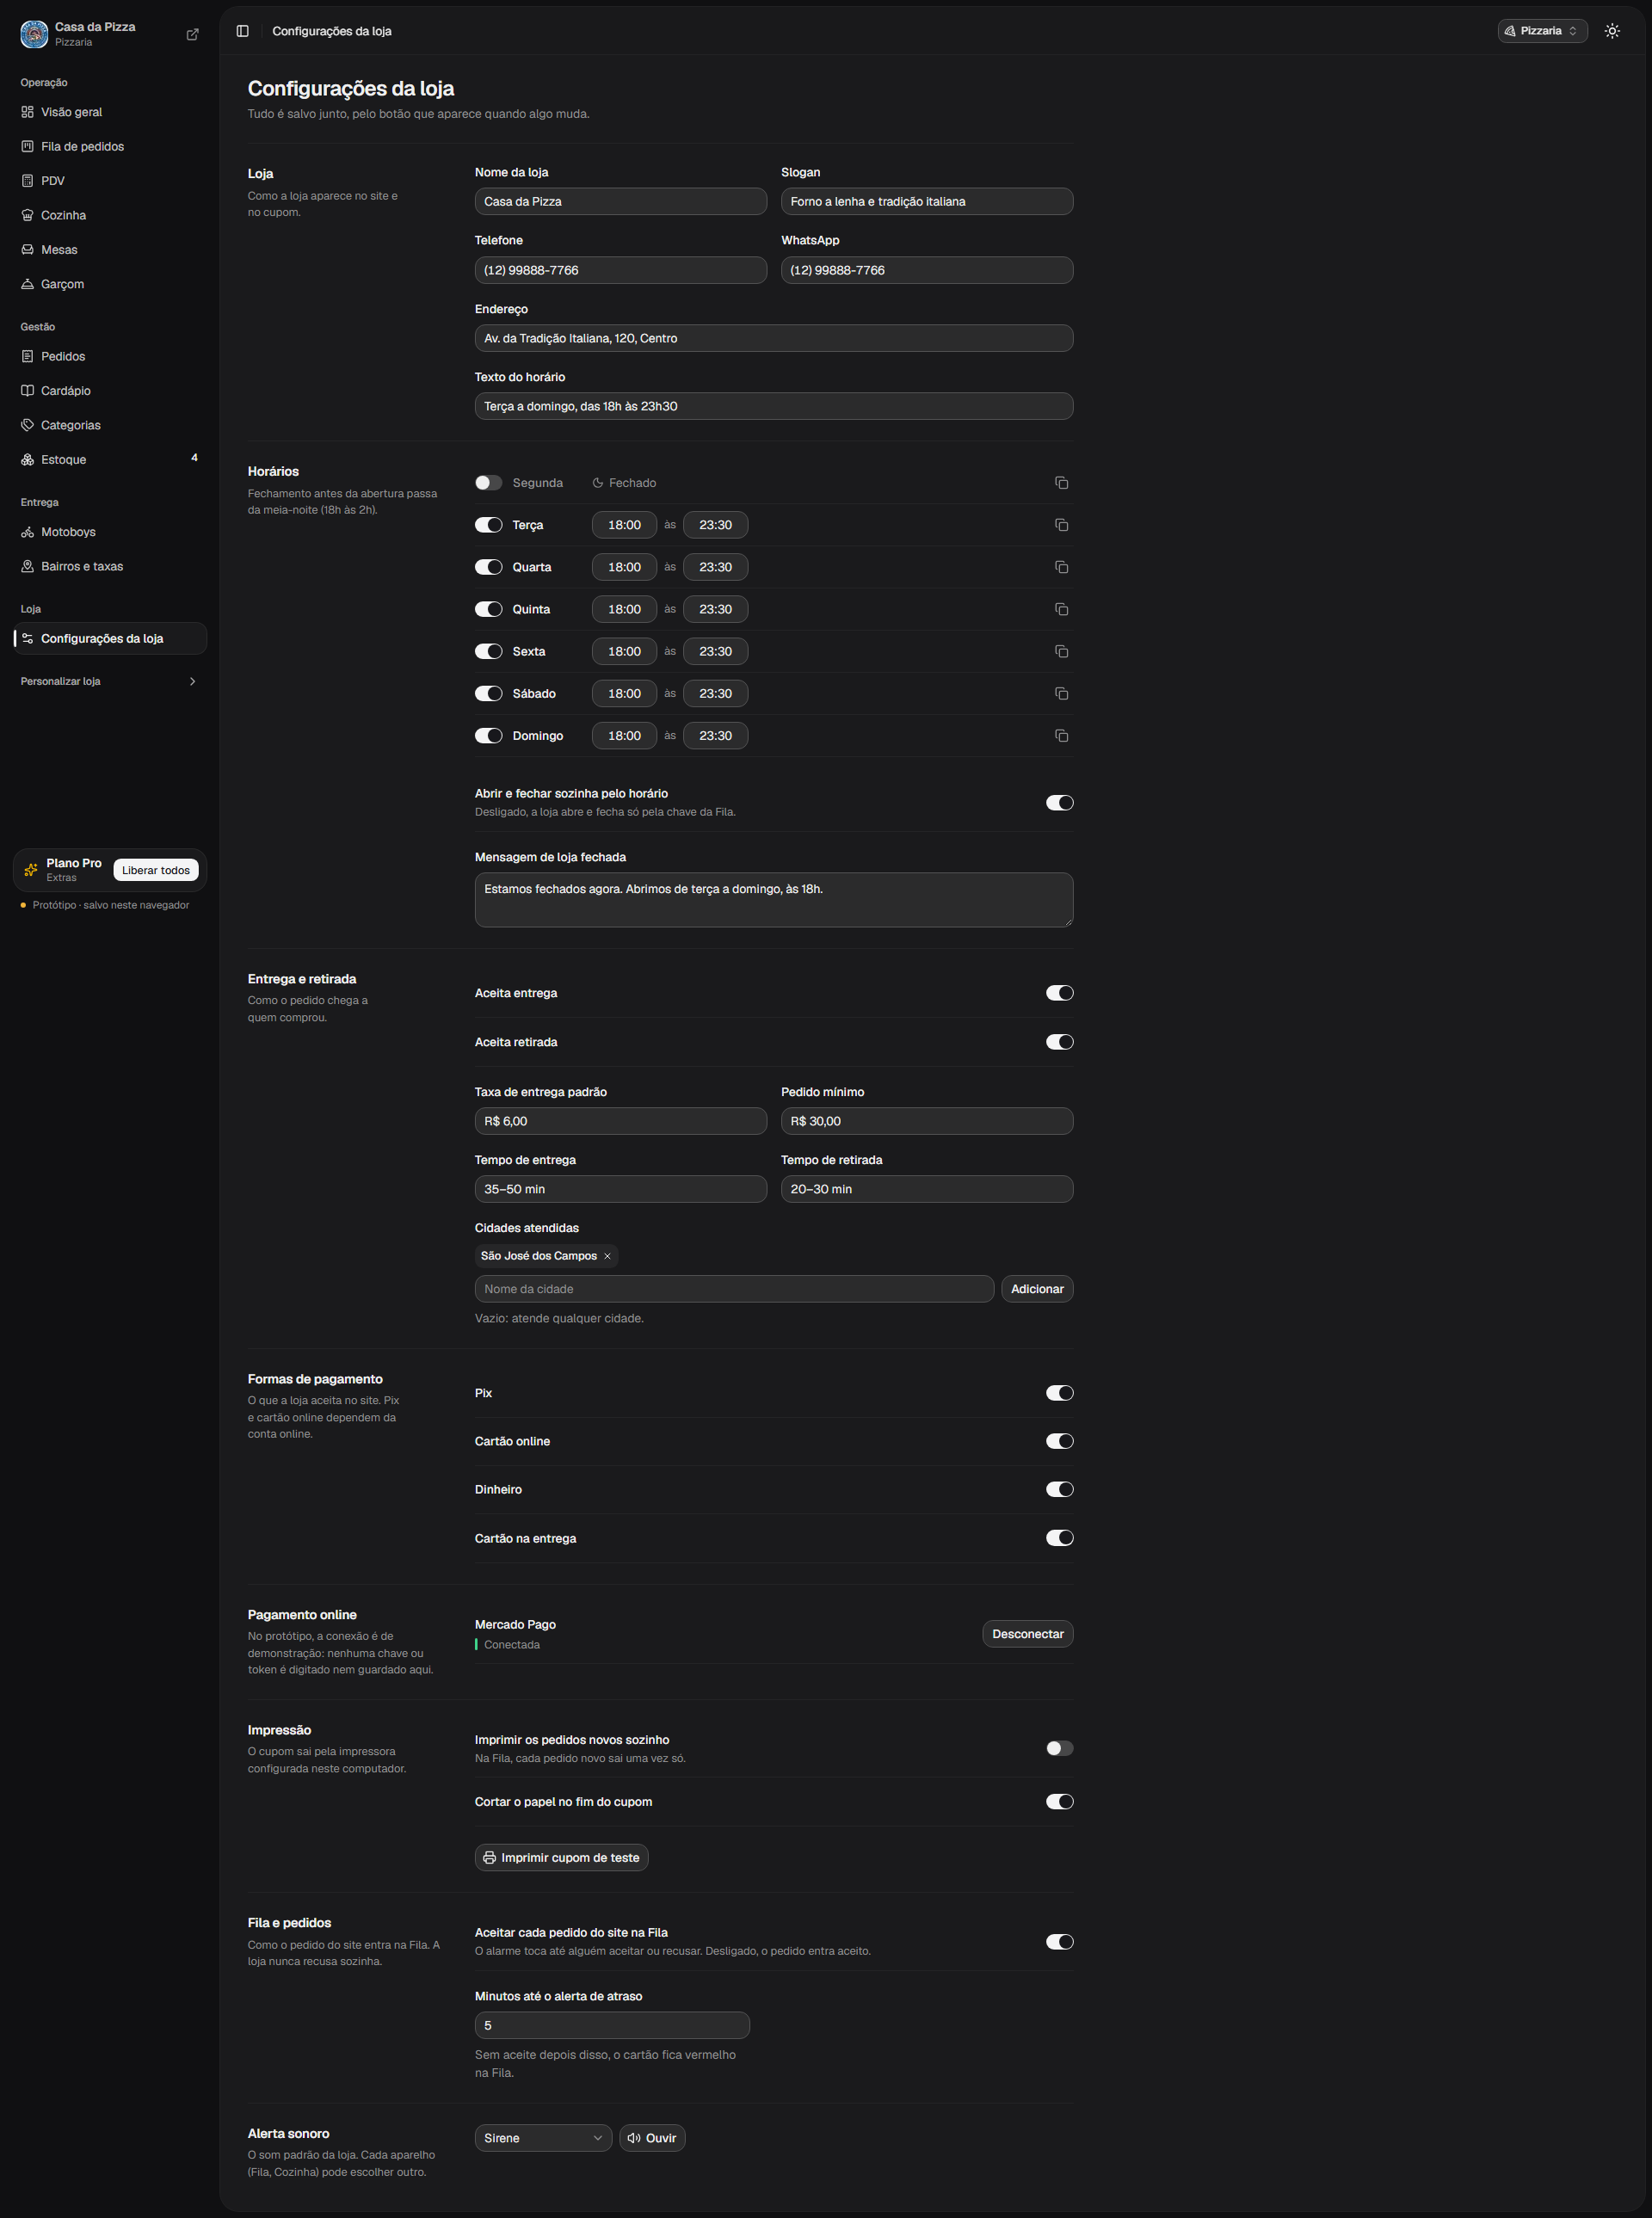 Casa da Pizza
Pizzaria
Operação
Visão geral
Fila de pedidos
PDV
Cozinha
Mesas
Garçom
Gestão
Pedidos
Cardápio
Categorias
Estoque 4
Entrega
Motoboys
Bairros e taxas
Loja
Configurações da loja
Personalizar loja
Plano Pro
Extras
Liberar todos
Protótipo · salvo neste navegador
Configurações da loja
Pizzaria
Configurações da loja
Tudo é salvo junto, pelo botão que aparece quando algo muda.
Loja
Como a loja aparece no site e
no cupom.
Nome da loja Slogan
Casa da Pizza Forno a lenha e tradição italiana
Telefone WhatsApp
(12) 99888-7766 (12) 99888-7766
Endereço
Av. da Tradição Italiana, 120, Centro
Texto do horário
Terça a domingo, das 18h às 23h30
Horários
Fechamento antes da abertura passa
da meia-noite (18h às 2h).
Segunda Fechado
Terça 18:00 às 23:30
Quarta 18:00 às 23:30
Quinta 18:00 às 23:30
Sexta 18:00 às 23:30
Sábado 18:00 às 23:30
Domingo 18:00 às 23:30
Abrir e fechar sozinha pelo horário
Desligado, a loja abre e fecha só pela chave da Fila.
Mensagem de loja fechada
Estamos fechados agora. Abrimos de terça a domingo, às 18h.
Entrega e retirada
Como o pedido chega a
quem comprou.
Aceita entrega
Aceita retirada
Taxa de entrega padrão Pedido mínimo
R$ 6,00 R$ 30,00
Tempo de entrega Tempo de retirada
35–50 min 20–30 min
Cidades atendidas
São José dos Campos ×
Nome da cidade Adicionar
Vazio: atende qualquer cidade.
Formas de pagamento
O que a loja aceita no site. Pix
e cartão online dependem da
conta online.
Pix
Cartão online
Dinheiro
Cartão na entrega
Pagamento online
No protótipo, a conexão é de
demonstração: nenhuma chave ou
token é digitado nem guardado aqui.
Mercado Pago
Conectada
Desconectar
Impressão
O cupom sai pela impressora
configurada neste computador.
Imprimir os pedidos novos sozinho
Na Fila, cada pedido novo sai uma vez só.
Cortar o papel no fim do cupom
Imprimir cupom de teste
Fila e pedidos
Como o pedido do site entra na Fila. A
loja nunca recusa sozinha.
Aceitar cada pedido do site na Fila
O alarme toca até alguém aceitar ou recusar. Desligado, o pedido entra aceito.
Minutos até o alerta de atraso
5
Sem aceite depois disso, o cartão fica vermelho
na Fila.
Alerta sonoro
O som padrão da loja. Cada aparelho
(Fila, Cozinha) pode escolher outro.
Sirene Ouvir